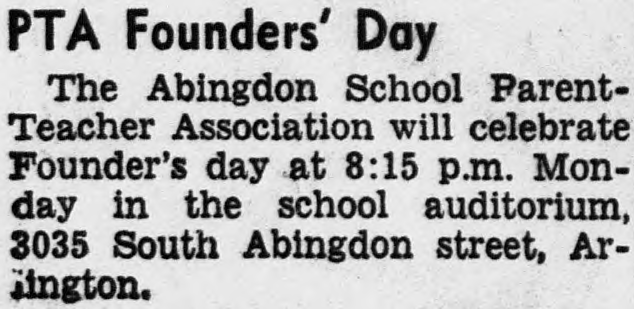 PTA Founders' Day
The Abingdon School Parent-
Teacher Association will celebrate
Founder's day at 8:15 p.m. Mon-
day in the school auditorium,
3035 South Abingdon street, Ar-
lington.